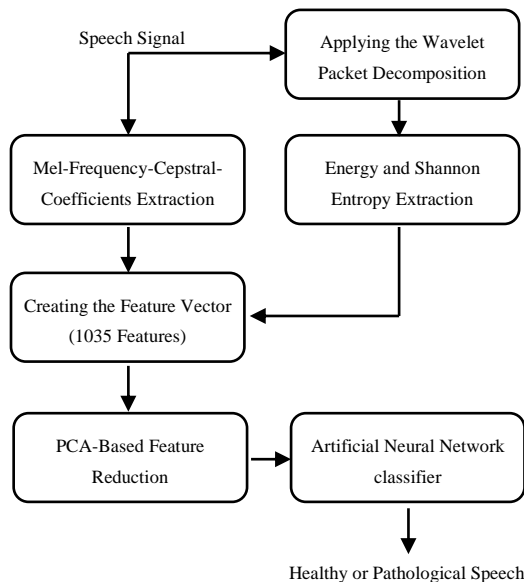 Speech Signal
Applying the Wavelet
Packet Decomposition
Mel-Frequency-Cepstral-
Coefficients Extraction
Energy and Shannon
Entropy Extraction
Creating the Feature Vector
(1035 Features)
PCA-Based Feature
Reduction
Artificial Neural Network
classifier
Healthy or Pathological Speech